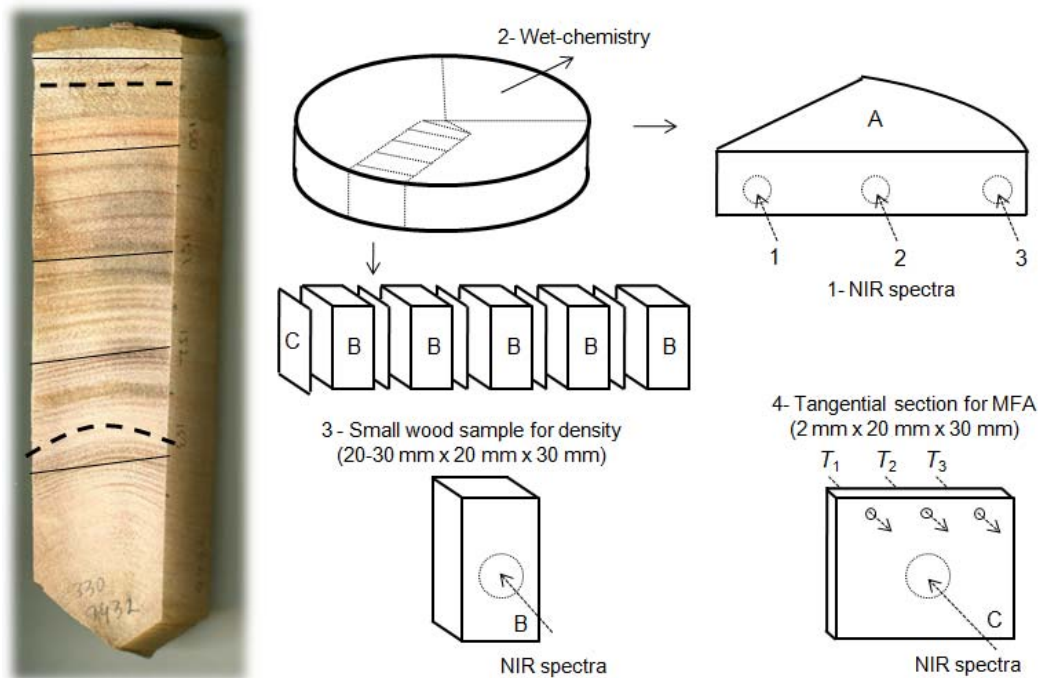 2- Wet-chemistry
A
1
2
3
1- NIR spectra
C
B
B
B
B
B
3 - Small wood sample for density
(20-30 mm x 20 mm x 30 mm)
B
NIR spectra
4- Tangential section for MFA
(2 mm x 20 mm x 30 mm)
T1 T2 T3
C
NIR spectra
330